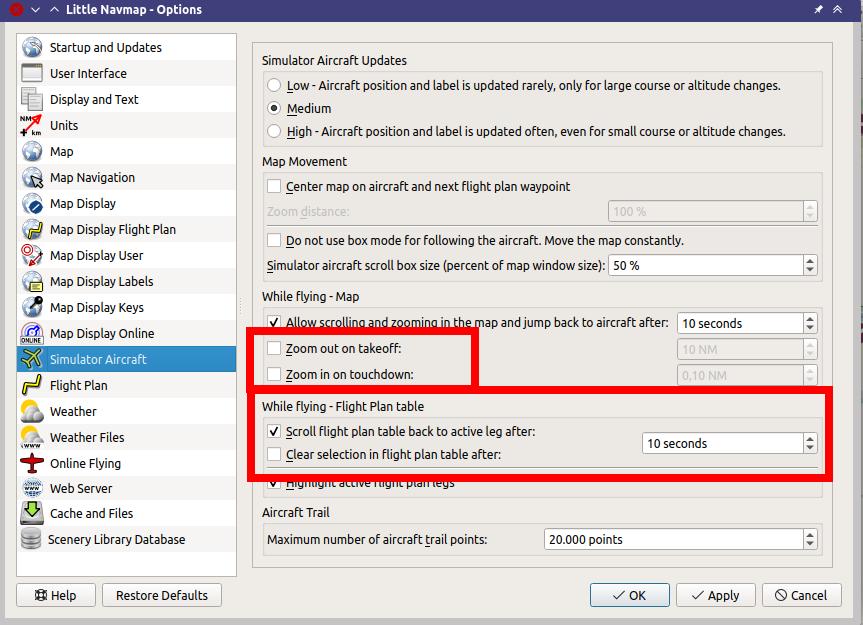 Little Navmap - Options
Startup and Updates
User Interface
Display and Text
NM
km
Units
Map
Map Navigation
Map Display
Map Display Flight Plan
Map Display User
Map Display Labels
Map Display Keys
ONLINE
Map Display Online
Simulator Aircraft
Flight Plan
Weather
www
Weather Files
Online Flying
www
Web Server
Cache and Files
Scenery Library Database
Simulator Aircraft Updates
Low - Aircraft position and label is updated rarely, only for large course or altitude changes.
Medium
High - Aircraft position and label is updated often, even for small course or altitude changes.
Map Movement
Center map on aircraft and next flight plan waypoint
Zoom distance: 100 %
Do not use box mode for following the aircraft. Move the map constantly.
Simulator aircraft scroll box size (percent of map window size): 50 %
While flying - Map
Allow scrolling and zooming in the map and jump back to aircraft after: 10 seconds
Zoom out on takeoff: 10 NM
Zoom in on touchdown: 0,10 NM
While flying - Flight Plan table
Scroll flight plan table back to active leg after:
10 seconds
Clear selection in flight plan table after:
Highlight active flight plan legs
Aircraft Trail
Maximum number of aircraft trail points: 20.000 points
Help Restore Defaults OK Apply Cancel